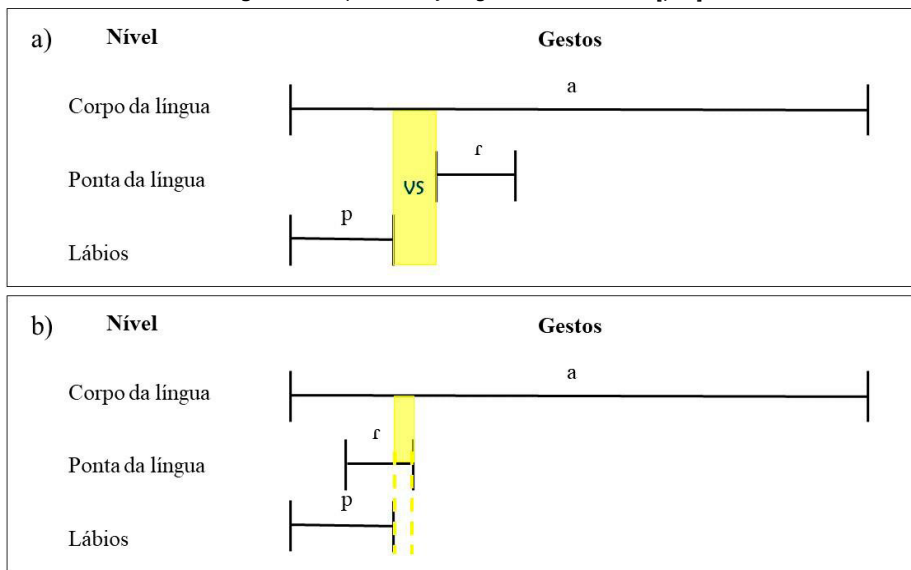 a) Nível Gestos
a
Corpo da língua
ɾ
Ponta da língua
VS
p
Lábios
b) Nível Gestos
a
Corpo da língua
ɾ
Ponta da língua
p
Lábios